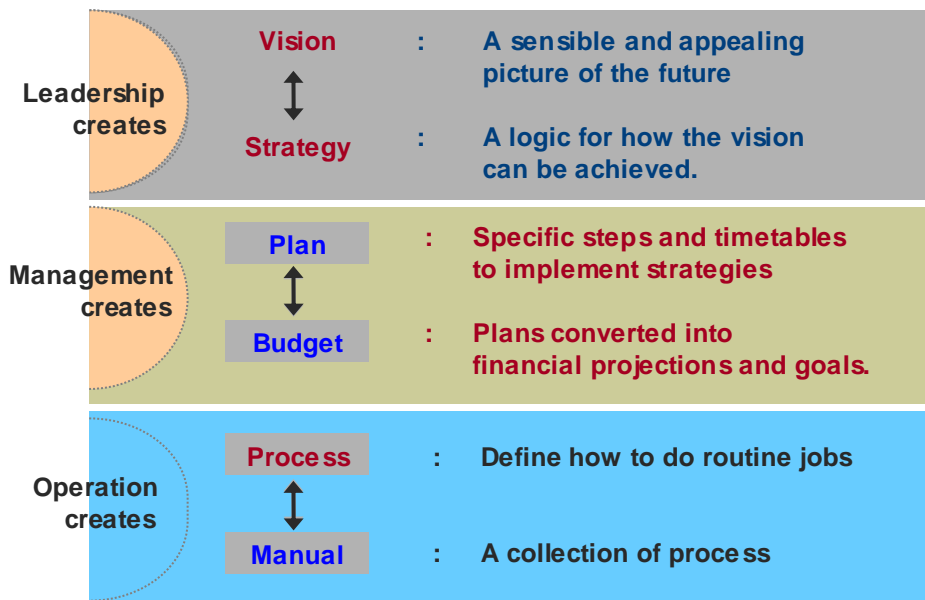 Leadership
creates
Vision : A sensible and appealing
picture of the future
Strategy : A logic for how the vision
can be achieved.
Management
creates
Plan : Specific steps and timetables
to implement strategies
Budget : Plans converted into
financial projections and goals.
Operation
creates
Process : Define how to do routine jobs
Manual : A collection of process